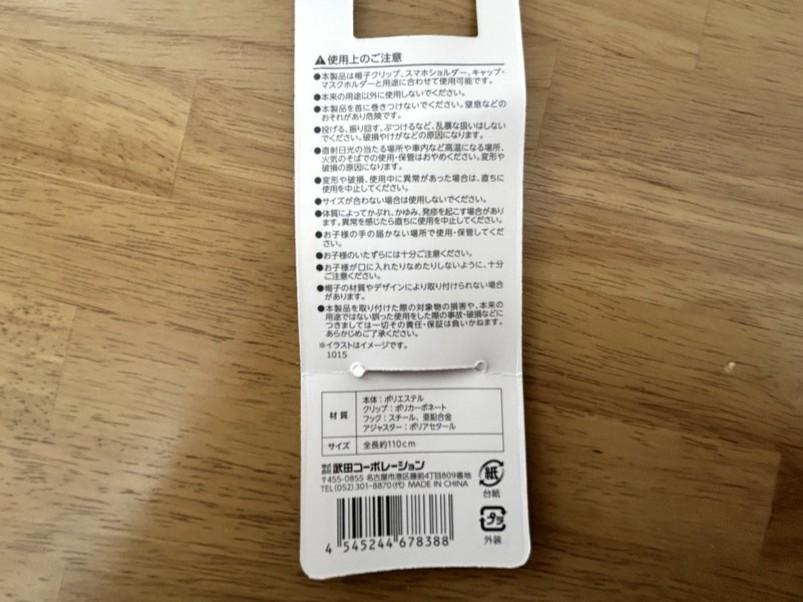 ⚠使用上のご注意
●本製品は帽子クリップ、スマホショルダー、キャップ・
マスクホルダーと用途に合わせて使用可能です。
●本来の用途以外に使用しないでください。
●本製品を首に巻きつけないでください。窒息などの
おそれがあり危険です。
●投げる、振り回す、ぶつけるなど、乱暴な扱いはしない
でください。破損やけがなどの原因になります。
●直射日光の当たる場所や車内など高温になる場所、
火気のそばでの使用・保管はおやめください。変形や
破損の原因になります。
●変形や破損、使用中に異常があった場合は、直ちに
使用を中止してください。
●サイズが合わない場合は使用しないでください。
●体質によってかぶれ、かゆみ、発疹を起こす場合があり
ます。異常を感じたら直ちに使用を中止してください。
●お子様の手の届かない場所で使用・保管してくだ
さい。
●お子様のいたずらには十分ご注意ください。
●お子様が口に入れたりなめたりしないように、十分
ご注意ください。
●帽子の材質やデザインにより取り付けられない場合
があります。
●本製品を取り付けた際の対象物の損害や、本来の
用途ではない誤った使用をした際の事故・破損などに
つきましては一切その責任・保証は負いかねます。
あらかじめご了承ください。
※イラストはイメージです。
1015
材質
本体：ポリエステル
クリップ：ポリカーボネート
フック：スチール、亜鉛合金
アジャスター：ポリアセタール
サイズ 全長約110cm
株式会社 武田コーポレーション
〒455-0855 名古屋市港区藤前4丁目809番地
TEL(052)301-8870(代) MADE IN CHINA
紙
台紙
プラ
外装
4 545244 678388